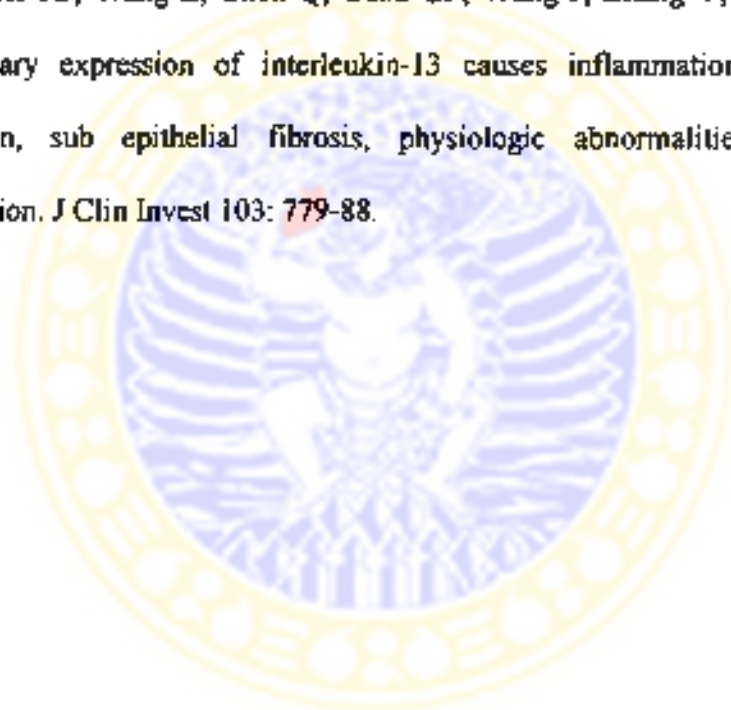 ary expression of interleukin-13 causes inflammation
n, sub epithelial fibrosis, physiologic abnormalitie
ion. J Clin Invest 103: 779-88.